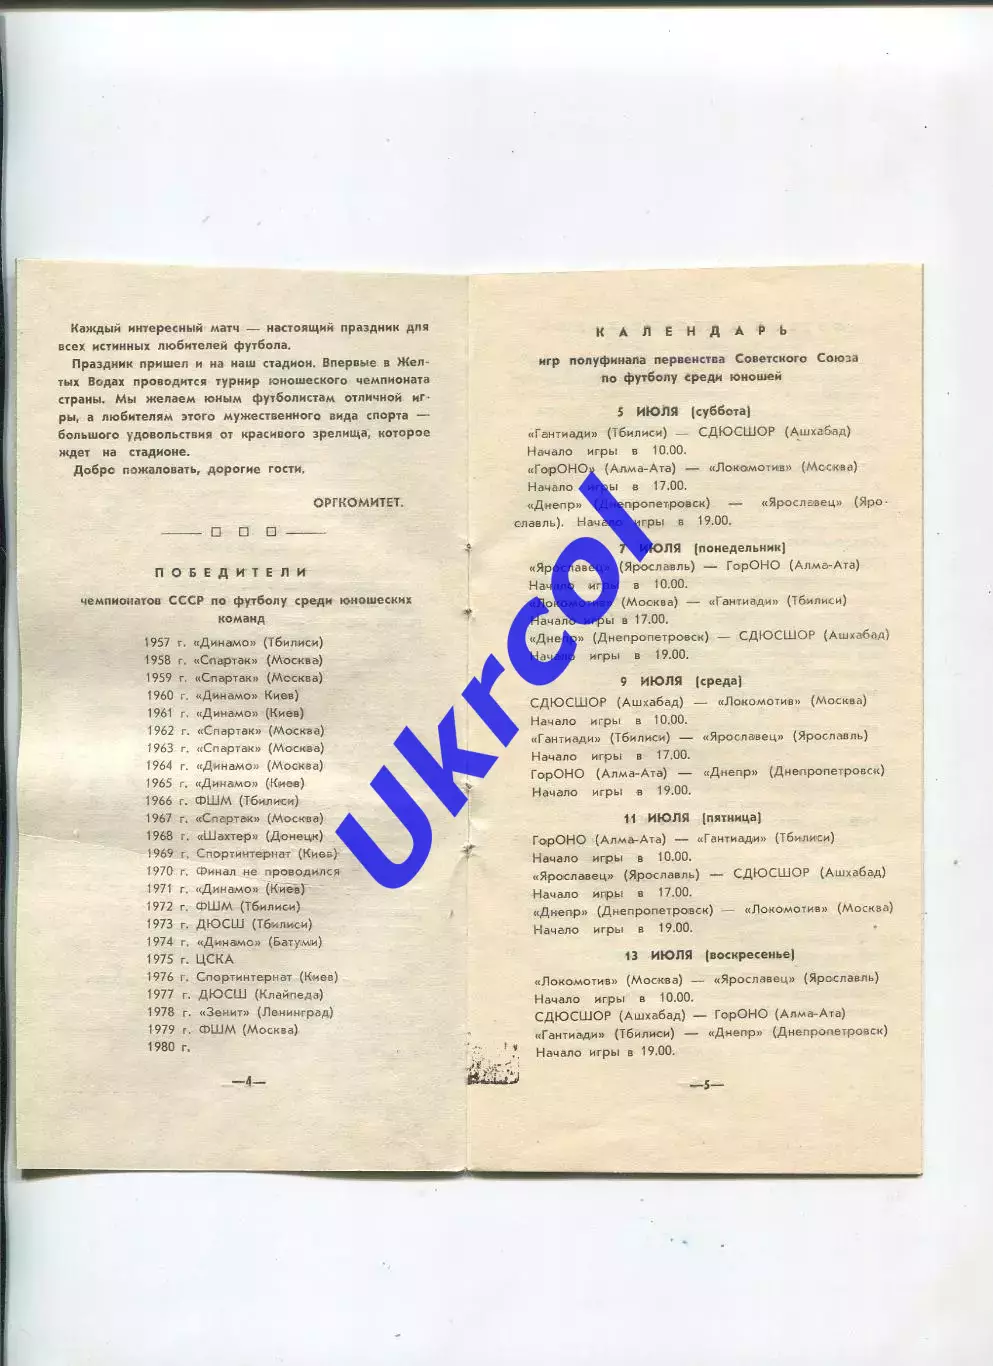 Каждый интересный матч — настоящий праздник для
всех истинных любителей футбола.
Праздник пришел и на наш стадион. Впервые в Жел-
тых Водах проводится турнир юношеского чемпионата
страны. Мы желаем юным футболистам отличной иг-
ры, а любителям этого мужественного вида спорта —
большого удовольствия от красивого зрелища, которое
ждет на стадионе.
Добро пожаловать, дорогие гости.
ОРГКОМИТЕТ.
ПОБЕДИТЕЛИ
чемпионатов СССР по футболу среди юношеских
команд
1957 г. «Динамо» (Тбилиси)
1958 г. «Спартак» (Москва)
1959 г. «Спартак» (Москва)
1960 г. «Динамо» Киев)
1961 г. «Динамо» (Киев)
1962 г. «Спартак» (Москва)
1963 г. «Спартак» (Москва)
1964 г. «Динамо» (Москва)
1965 г. «Динамо» (Киев)
1966 г. ФШМ (Тбилиси)
1967 г. «Спартак» (Москва)
1968 г. «Шахтер» (Донецк)
1969 г. Спортинтернат (Киев)
1970 г. Финал не проводился
1971 г. «Динамо» (Киев)
1972 г. ФШМ (Тбилиси)
1973 г. ДЮСШ (Тбилиси)
1974 г. «Динамо» (Батуми)
1975 г. ЦСКА
1976 г. Спортинтернат (Киев)
1977 г. ДЮСШ (Клайпеда)
1978 г. «Зенит» (Ленинград)
1979 г. ФШМ (Москва)
1980 г.
—4—
КАЛЕНДАРЬ
игр полуфинала первенства Советского Союза
по футболу среди юношей
5 ИЮЛЯ (суббота)
«Гантиади» (Тбилиси) — СДЮСШОР (Ашхабад)
Начало игры в 10.00.
«ГорОНО» (Алма-Ата) — «Локомотив» (Москва)
Начало игры в 17.00.
«Днепр» (Днепропетровск) — «Ярославец» (Яро-
славль). Начало игры в 19.00.
7 ИЮЛЯ (понедельник)
«Ярославец» (Ярославль) — ГорОНО (Алма-Ата)
Начало игры в 10.00.
«Локомотив» (Москва) — «Гантиади» (Тбилиси)
Начало игры в 17.00.
«Днепр» (Днепропетровск) — СДЮСШОР (Ашхабад)
Начало игры в 19.00.
9 ИЮЛЯ (среда)
СДЮСШОР (Ашхабад) — «Локомотив» (Москва)
Начало игры в 10.00.
«Гантиади» (Тбилиси) — «Ярославец» (Ярославль)
Начало игры в 17.00.
ГорОНО (Алма-Ата) — «Днепр» (Днепропетровск)
Начало игры в 19.00.
11 ИЮЛЯ (пятница)
ГорОНО (Алма-Ата) — «Гантиади» (Тбилиси)
Начало игры в 10.00.
«Ярославец» (Ярославль) — СДЮСШОР (Ашхабад)
Начало игры в 17.00.
«Днепр» (Днепропетровск) — «Локомотив» (Москва)
Начало игры в 19.00.
13 ИЮЛЯ (воскресенье)
«Локомотив» (Москва) — «Ярославец» (Ярославль)
Начало игры в 10.00.
СДЮСШОР (Ашхабад) — ГорОНО (Алма-Ата)
«Гантиади» (Тбилиси) — «Днепр» (Днепропетровск)
Начало игры в 19.00.
—5—
Ukrcol